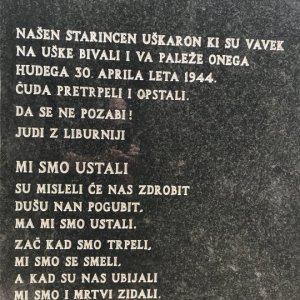 NAŠEN STARINCEN UŠKARON KI SU VAVEK
NA UŠKE BIVALI I VA PALEŽE ONEGA
HUDEGA 30. APRILA LETA 1944.
ČUDA PRETRPELI I OPSTALI.
DA SE NE POZABI!
JUDI Z LIBURNIJI
MI SMO USTALI
SU MISLELI ĆE NAS ZDROBIT
DUŠU NAN POGUBIT,
MA MI SMO USTALI.
ZAČ KAD SMO TRPELI,
MI SMO SE SMELI.
A KAD SU NAS UBIJALI
MI SMO I MRTVI ZIDALI.